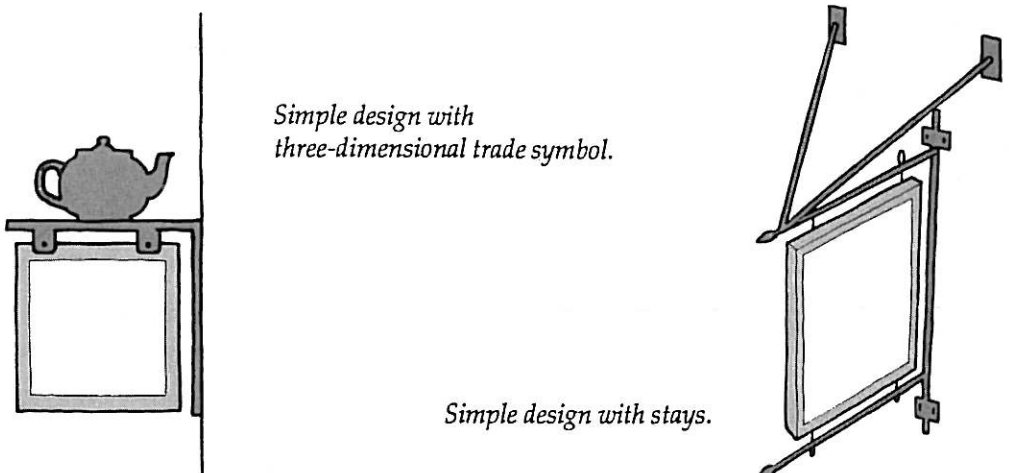 Simple design with
three-dimensional trade symbol.
Simple design with stays.